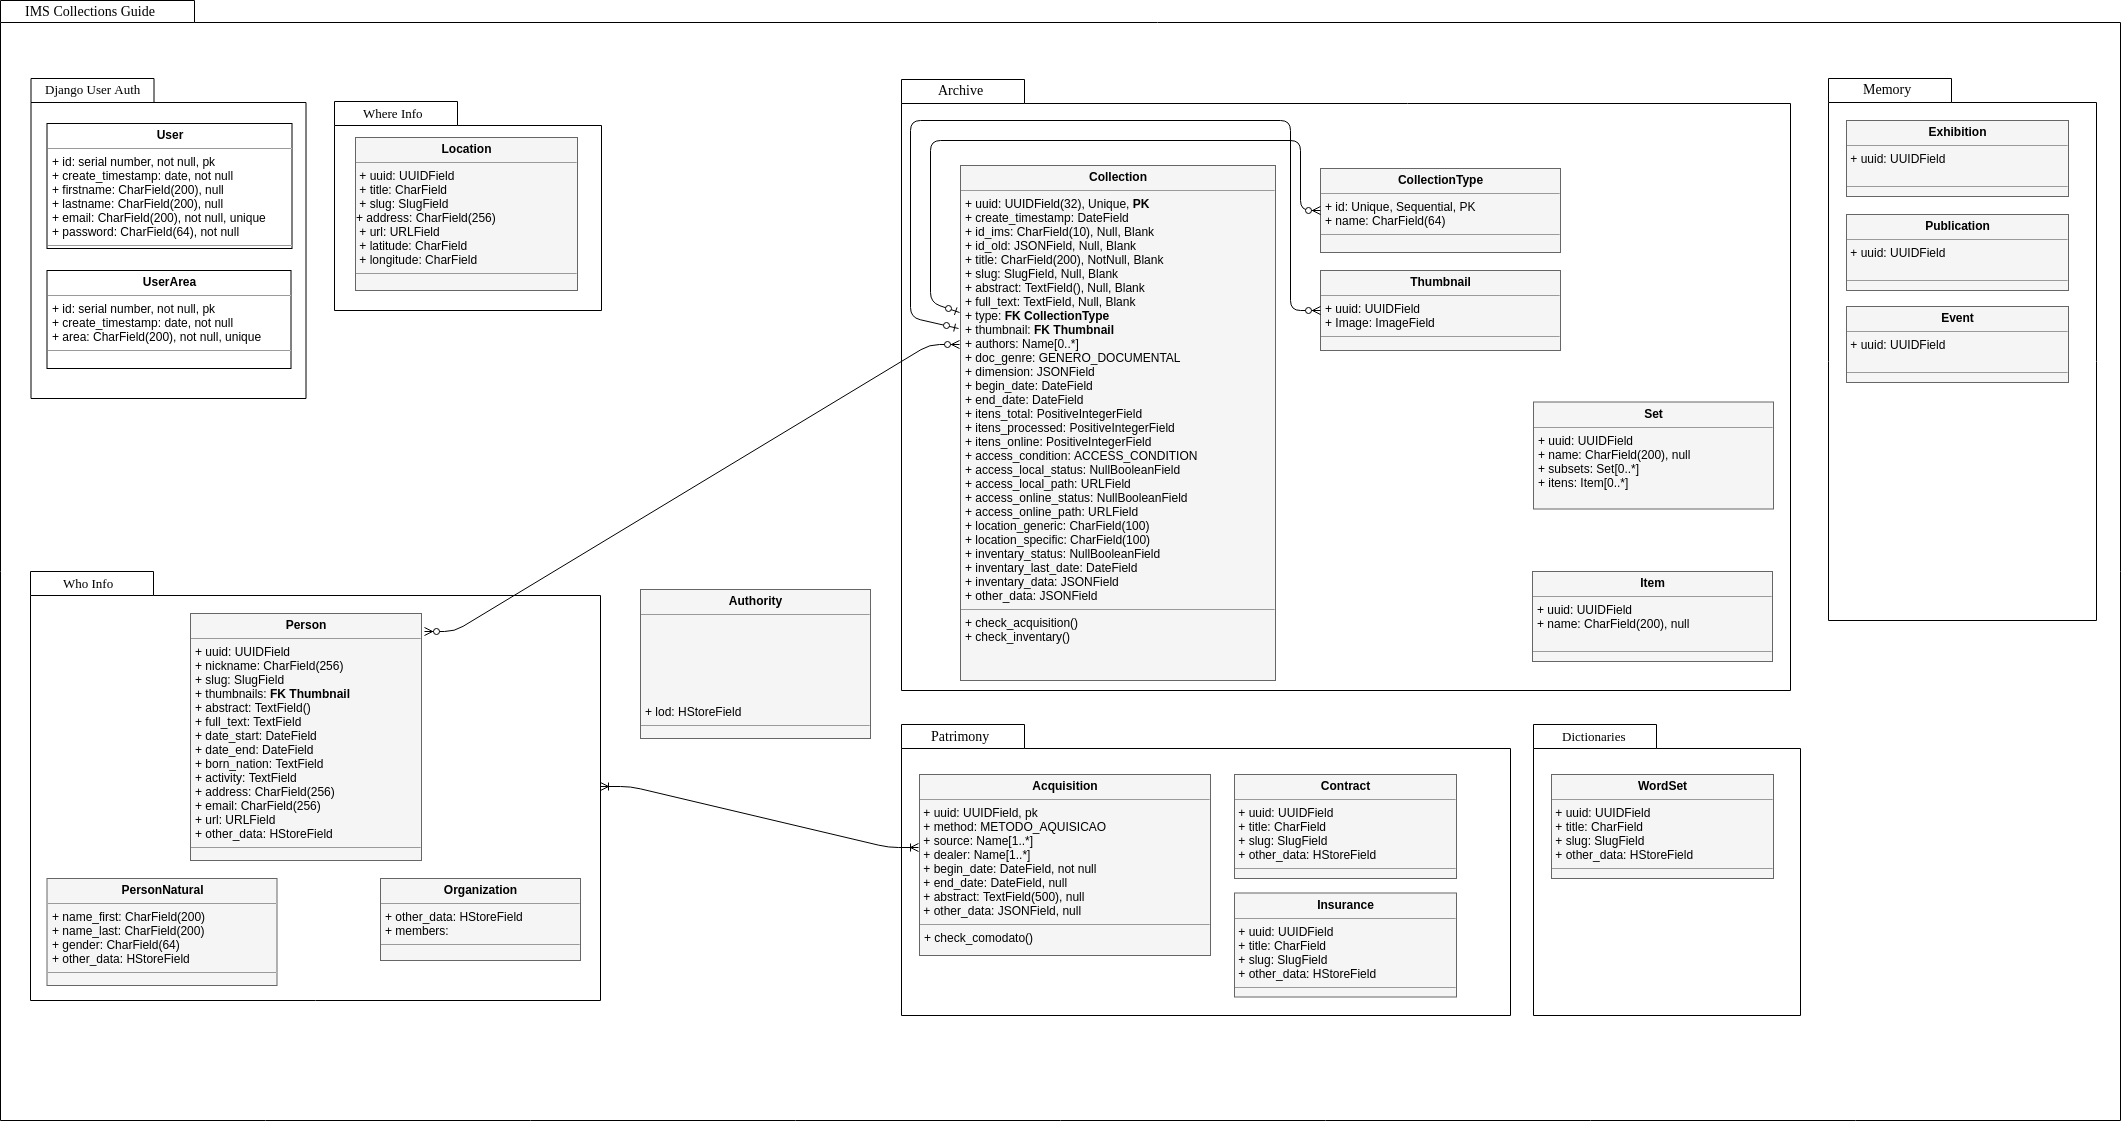 IMS Collections Guide
Django User Auth
User
+ id: serial number, not null, pk
+ create_timestamp: date, not null
+ firstname: CharField(200), null
+ lastname: CharField(200), null
+ email: CharField(200), not null, unique
+ password: CharField(64), not null
UserArea
+ id: serial number, not null, pk
+ create_timestamp: date, not null
+ area: CharField(200), not null, unique
Where Info
Location
+ uuid: UUIDField
+ title: CharField
+ slug: SlugField
+ address: CharField(256)
+ url: URLField
+ latitude: CharField
+ longitude: CharField
Archive
Collection
+ uuid: UUIDField(32), Unique, PK
+ create_timestamp: DateField
+ id_ims: CharField(10), Null, Blank
+ id_old: JSONField, Null, Blank
+ title: CharField(200), NotNull, Blank
+ slug: SlugField, Null, Blank
+ abstract: TextField(), Null, Blank
+ full_text: TextField, Null, Blank
+ type: FK CollectionType
+ thumbnail: FK Thumbnail
+ authors: Name[0..*]
+ doc_genre: GENERO_DOCUMENTAL
+ dimension: JSONField
+ begin_date: DateField
+ end_date: DateField
+ itens_total: PositiveIntegerField
+ itens_processed: PositiveIntegerField
+ itens_online: PositiveIntegerField
+ access_condition: ACCESS_CONDITION
+ access_local_status: NullBooleanField
+ access_local_path: URLField
+ access_online_status: NullBooleanField
+ access_online_path: URLField
+ location_generic: CharField(100)
+ location_specific: CharField(100)
+ inventory_status: NullBooleanField
+ inventory_last_date: DateField
+ inventory_data: JSONField
+ other_data: JSONField
+ check_acquisition()
+ check_inventory()
CollectionType
+ id: Unique, Sequential, PK
+ name: CharField(64)
Thumbnail
+ uuid: UUIDField
+ Image: ImageField
Set
+ uuid: UUIDField
+ name: CharField(200), null
+ subsets: Set[0..*]
+ itens: Item[0..*]
Item
+ uuid: UUIDField
+ name: CharField(200), null
Memory
Exhibition
+ uuid: UUIDField
Publication
+ uuid: UUIDField
Event
+ uuid: UUIDField
Who Info
Person
+ uuid: UUIDField
+ nickname: CharField(256)
+ slug: SlugField
+ thumbnails: FK Thumbnail
+ abstract: TextField()
+ full_text: TextField
+ date_start: DateField
+ date_end: DateField
+ born_nation: TextField
+ activity: TextField
+ address: CharField(256)
+ email: CharField(256)
+ url: URLField
+ other_data: HStoreField
PersonNatural
+ name_first: CharField(200)
+ name_last: CharField(200)
+ gender: CharField(64)
+ other_data: HStoreField
Organization
+ other_data: HStoreField
+ members:
Authority
+ lod: HStoreField
Patrimony
Acquisition
+ uuid: UUIDField, pk
+ method: METODO_AQUISICAO
+ source: Name[1..*]
+ dealer: Name[1..*]
+ begin_date: DateField, not null
+ end_date: DateField, null
+ abstract: TextField(500), null
+ other_data: JSONField, null
+ check_comodato()
Contract
+ uuid: UUIDField
+ title: CharField
+ slug: SlugField
+ other_data: HStoreField
Insurance
+ uuid: UUIDField
+ title: CharField
+ slug: SlugField
+ other_data: HStoreField
Dictionaries
WordSet
+ uuid: UUIDField
+ title: CharField
+ slug: SlugField
+ other_data: HStoreField